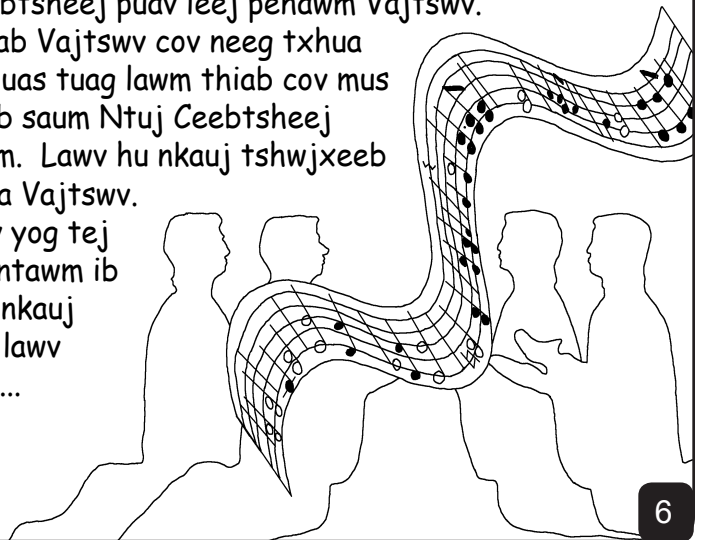 btsheej puav leej pehawm Vajtswv.
ab Vajtswv cov neeg txhua
uas tuag lawm thiab cov mus
b saum Ntuj Ceebtsheej
m. Lawv hu nkauj tshwjxeeb
a Vajtswv.
yog tej
ntawm ib
nkauj
lawv
...
6